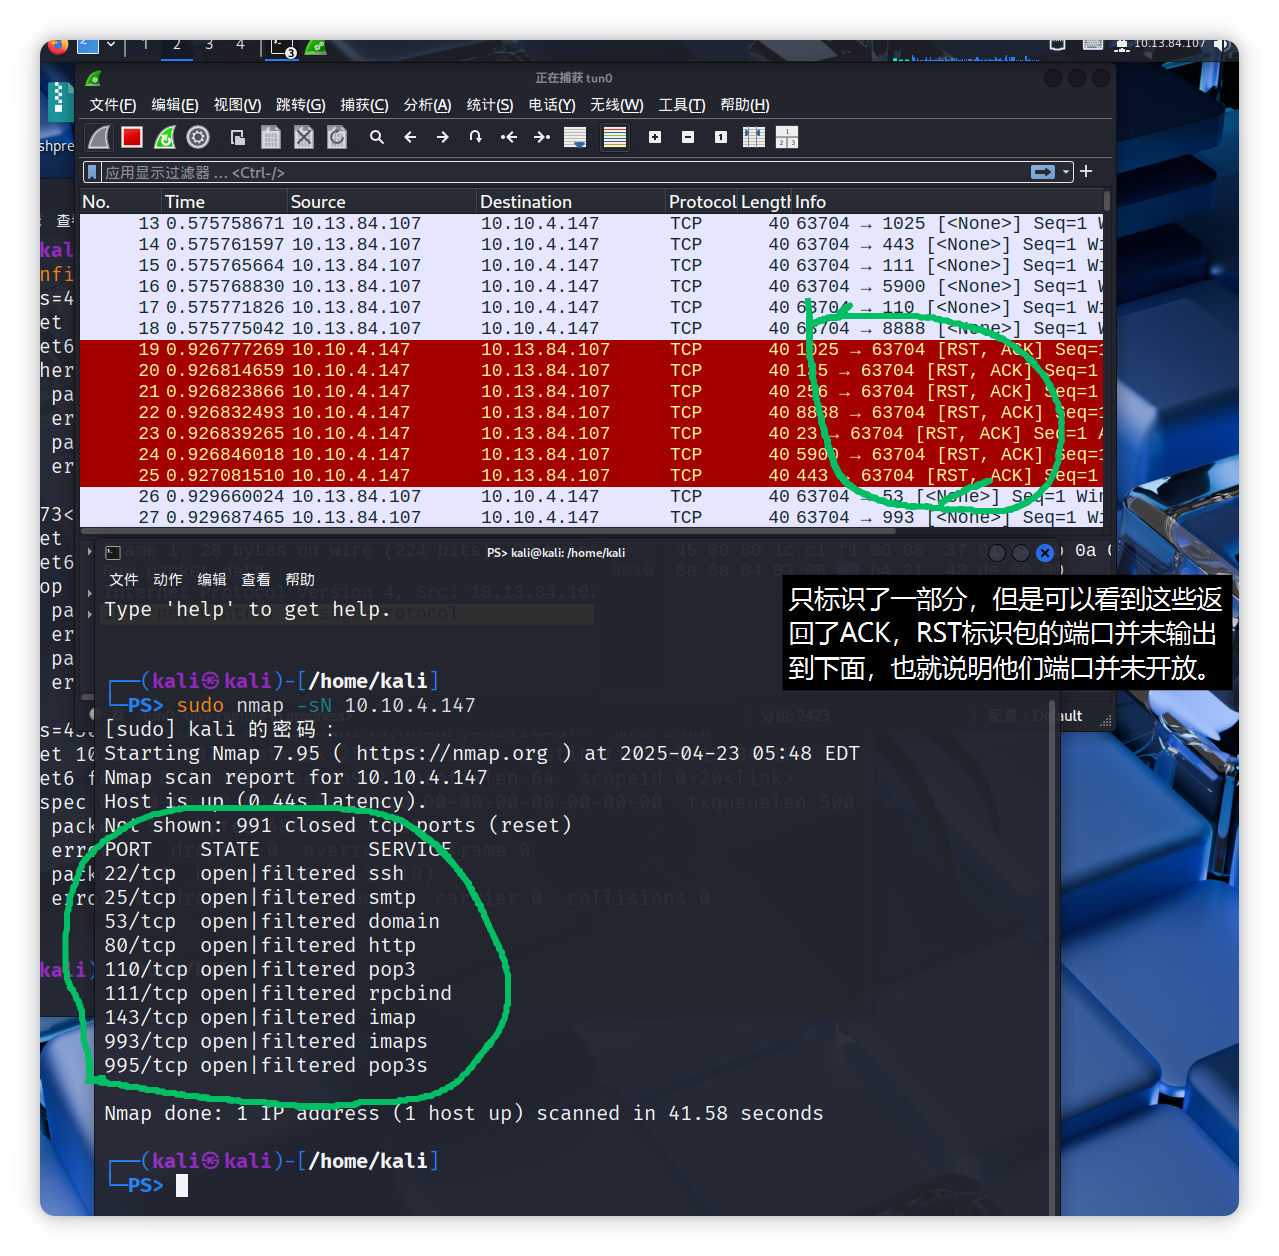 1 2 3 4 3 10.13.84.107
正在捕获 tun0
文件(F) 编辑(E) 视图(V) 跳转(G) 捕获(C) 分析(A) 统计(S) 电话(Y) 无线(W) 工具(T) 帮助(H)
应用显示过滤器 … <Ctrl-/>
No. Time Source Destination Protocol Length Info
13 0.575758671 10.13.84.107 10.10.4.147 TCP 40 63704 → 1025 [<None>] Seq=1 W
14 0.575761597 10.13.84.107 10.10.4.147 TCP 40 63704 → 443 [<None>] Seq=1 Wi
15 0.575765664 10.13.84.107 10.10.4.147 TCP 40 63704 → 111 [<None>] Seq=1 Wi
16 0.575768830 10.13.84.107 10.10.4.147 TCP 40 63704 → 5900 [<None>] Seq=1 W
17 0.575771826 10.13.84.107 10.10.4.147 TCP 40 63704 → 110 [<None>] Seq=1 Wi
18 0.575775042 10.13.84.107 10.10.4.147 TCP 40 63704 → 8888 [<None>] Seq=1 W
19 0.926777269 10.10.4.147 10.13.84.107 TCP 40 1025 → 63704 [RST, ACK] Seq=1
20 0.926814659 10.10.4.147 10.13.84.107 TCP 40 135 → 63704 [RST, ACK] Seq=1
21 0.926823866 10.10.4.147 10.13.84.107 TCP 40 256 → 63704 [RST, ACK] Seq=1
22 0.926832493 10.10.4.147 10.13.84.107 TCP 40 8888 → 63704 [RST, ACK] Seq=1
23 0.926839265 10.10.4.147 10.13.84.107 TCP 40 23 → 63704 [RST, ACK] Seq=1 A
24 0.926846018 10.10.4.147 10.13.84.107 TCP 40 5900 → 63704 [RST, ACK] Seq=1
25 0.927081510 10.10.4.147 10.13.84.107 TCP 40 443 → 63704 [RST, ACK] Seq=1
26 0.929660024 10.13.84.107 10.10.4.147 TCP 40 63704 → 53 [<None>] Seq=1 Win
27 0.929687465 10.13.84.107 10.10.4.147 TCP 40 63704 → 993 [<None>] Seq=1 Wi
PS> kali@kali: /home/kali
文件 动作 编辑 查看 帮助
Type 'help' to get help.
只标识了一部分，但是可以看到这些返
回了ACK，RST标识包的端口并未输出
到下面，也就说明他们端口并未开放。
┌──(kali㉿kali)-[/home/kali]
└─PS> sudo nmap -sN 10.10.4.147
[sudo] kali 的密码：
Starting Nmap 7.95 ( https://nmap.org ) at 2025-04-23 05:48 EDT
Nmap scan report for 10.10.4.147
Host is up (0.44s latency).
Not shown: 991 closed tcp ports (reset)
PORT STATE SERVICE
22/tcp open|filtered ssh
25/tcp open|filtered smtp
53/tcp open|filtered domain
80/tcp open|filtered http
110/tcp open|filtered pop3
111/tcp open|filtered rpcbind
143/tcp open|filtered imap
993/tcp open|filtered imaps
995/tcp open|filtered pop3s
Nmap done: 1 IP address (1 host up) scanned in 41.58 seconds
┌──(kali㉿kali)-[/home/kali]
└─PS>